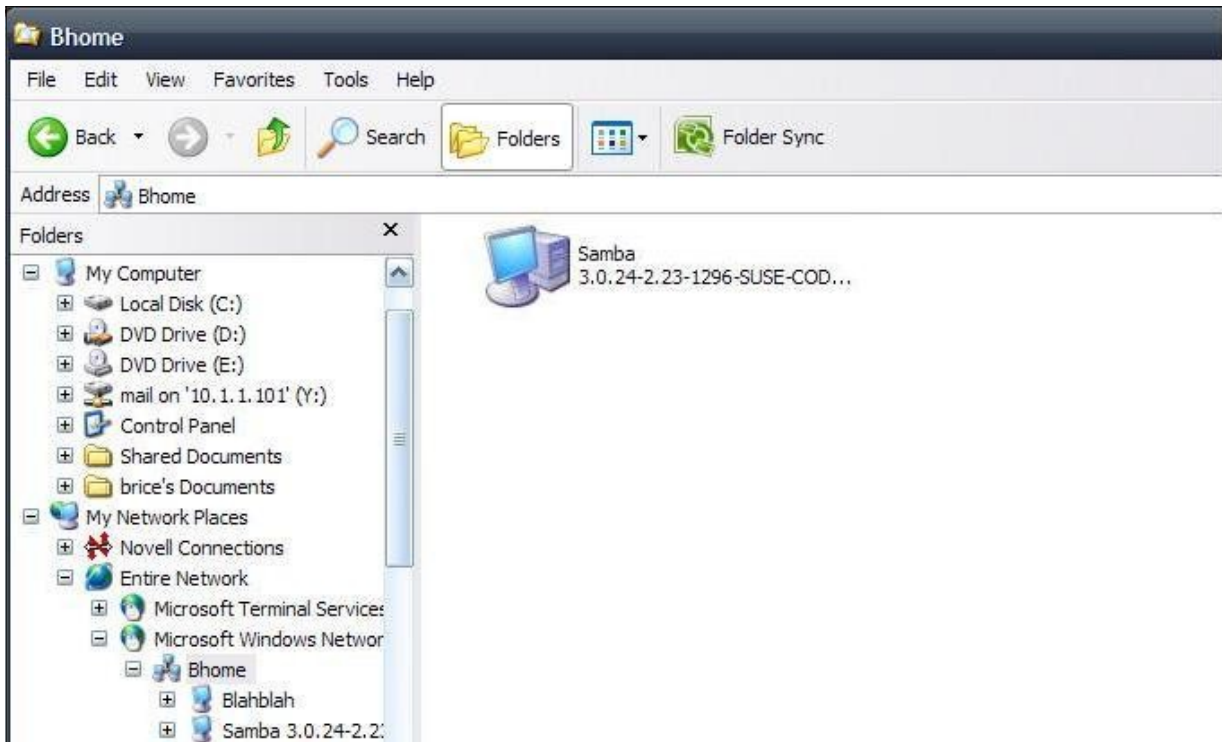 Bhome
File Edit View Favorites Tools Help
Back Search Folders Folder Sync
Address Bhome
Folders
My Computer
Local Disk (C:)
DVD Drive (D:)
DVD Drive (E:)
mail on '10.1.1.101' (Y:)
Control Panel
Shared Documents
brice's Documents
My Network Places
Novell Connections
Entire Network
Microsoft Terminal Services
Microsoft Windows Networ
Bhome
Blahblah
Samba 3.0.24-2.2
Samba
3.0.24-2.23-1296-SUSE-COD...